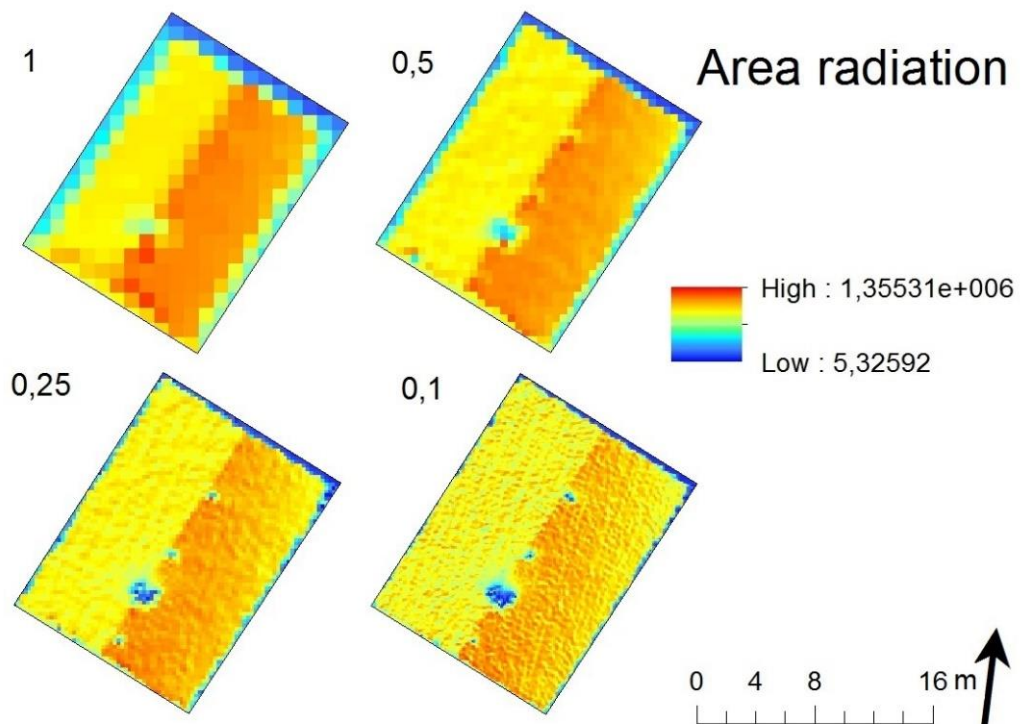 1
0,5
Area radiation
High : 1,35531e+006
Low : 5,32592
0,25
0,1
0 4 8 16 m